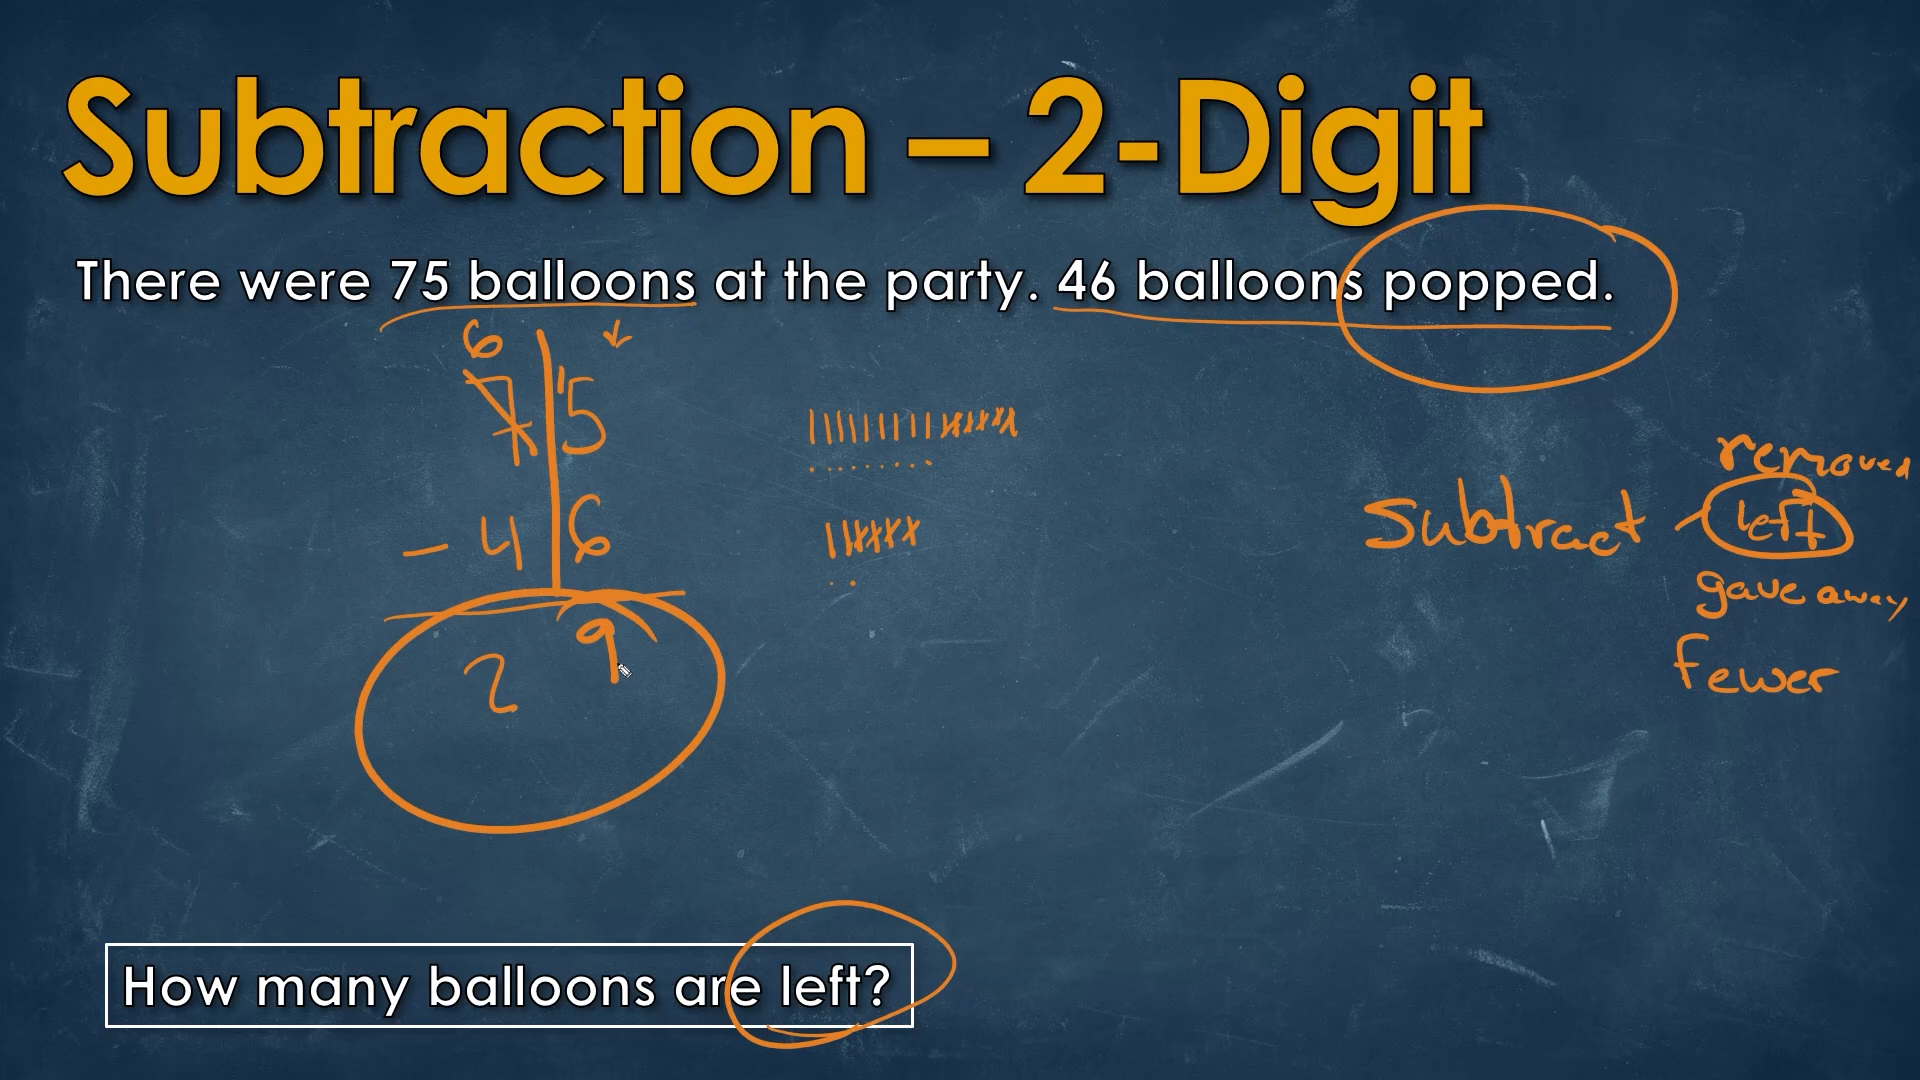 Subtraction – 2-Digit
There were 75 balloons at the party. 46 balloons popped.
6
7 15
- 4 6
2 9
removed
Subtract - left
gave away
fewer
How many balloons are left?